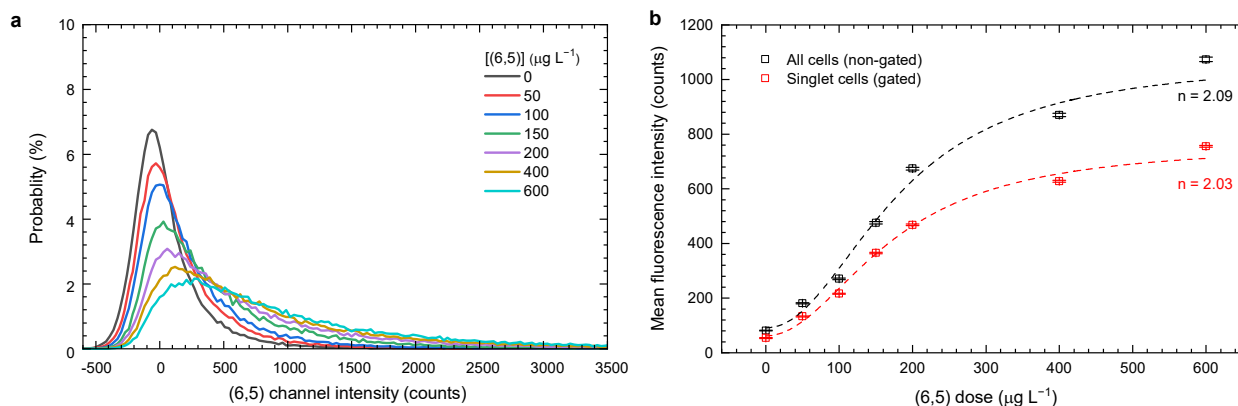 a
10
8
6
4
2
0
Probablity (%)
-500 0 500 1000 1500 2000 2500 3000 3500
(6,5) channel intensity (counts)
[(6,5)] (μg L⁻¹)
0
50
100
150
200
400
600
b
1200
1000
800
600
400
200
0
Mean fluorescence intensity (counts)
0 100 200 300 400 500 600
(6,5) dose (μg L⁻¹)
All cells (non-gated)
Singlet cells (gated)
n = 2.09
n = 2.03